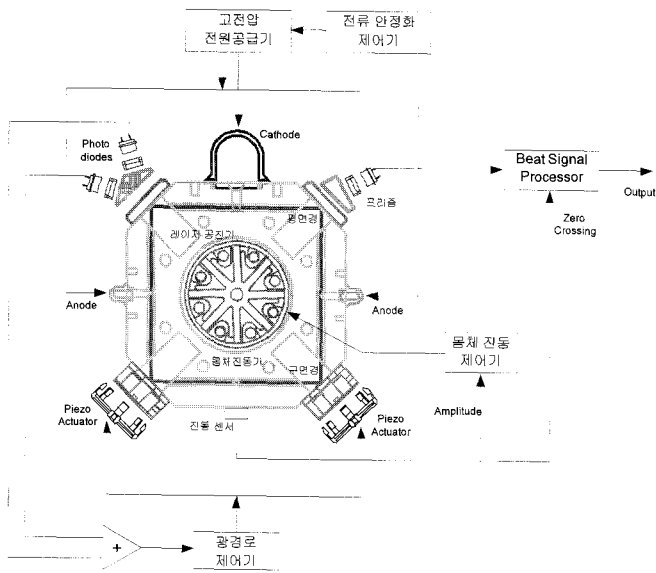 고전압
전원공급기
전류 안정화
제어기
Cathode
Photo
diodes
Beat Signal
Processor
Output
Zero
Crossing
프리즘
평면경
레이저 공진기
Anode
Anode
몸체 진동
제어기
몸체진동기
구면경
Piezo
Actuator
진동 센서
Piezo
Actuator
Amplitude
+
광경로
제어기